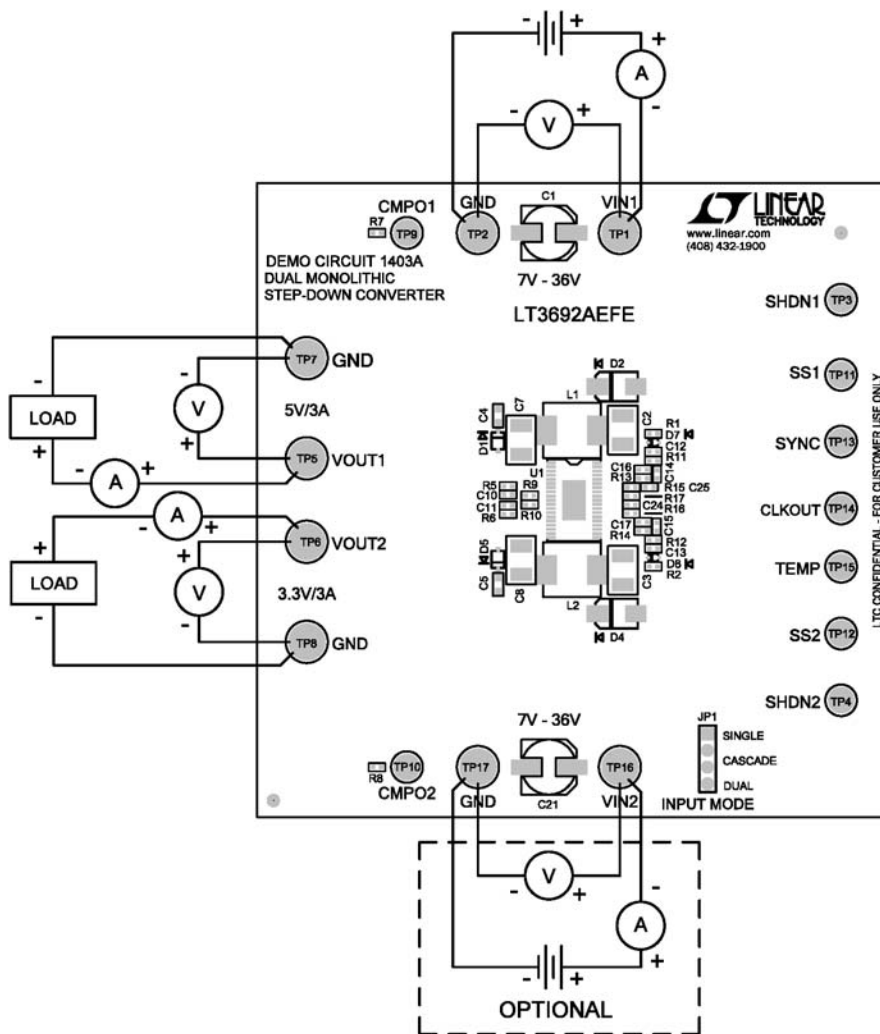 - +
+
A
-
- V +
GND
C1
VIN1
LINEAR
TECHNOLOGY
www.linear.com
(408) 432-1900
R7
CMPO1
TP9
TP2
TP1
DEMO CIRCUIT 1403A
DUAL MONOLITHIC
STEP-DOWN CONVERTER
7V - 36V
LT3692AEFE
SHDN1 TP3
SS1 TP11
SYNC TP13
CLKOUT TP14
TEMP TP15
SS2 TP12
SHDN2 TP4
LTC CONFIDENTIAL - FOR CUSTOMER USE ONLY
TP7 GND
-
LOAD
+
-
V
+
5V/3A
TP5 VOUT1
- A +
- A +
TP6 VOUT2
+
LOAD
-
+
V
-
3.3V/3A
TP8 GND
D2
L1
C4
C7
C2
R1
D7
C12
R11
D1
U1
C16
R13
C14
R5
C10
C11
R6
R9
R10
R15
C25
R17
C24
R16
C17
R14
C15
R12
C13
D8
R2
D5
C5
C8
L2
C3
D4
7V - 36V
JP1
SINGLE
CASCADE
DUAL
INPUT MODE
R8
TP10
CMPO2
TP17
GND
C21
TP16
VIN2
- V +
-
A
+
- +
OPTIONAL